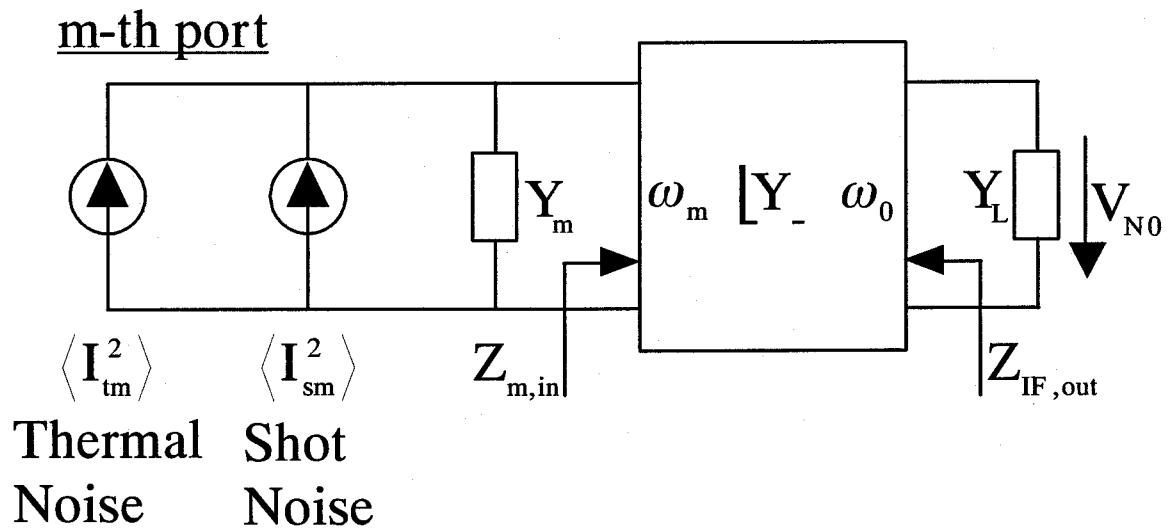 m-th port
Y_m
ω_m ⌊Y_- ω_0
Y_L
V_N0
⟨I_tm^2⟩
⟨I_sm^2⟩
Z_m,in
Z_IF,out
Thermal Noise
Shot Noise